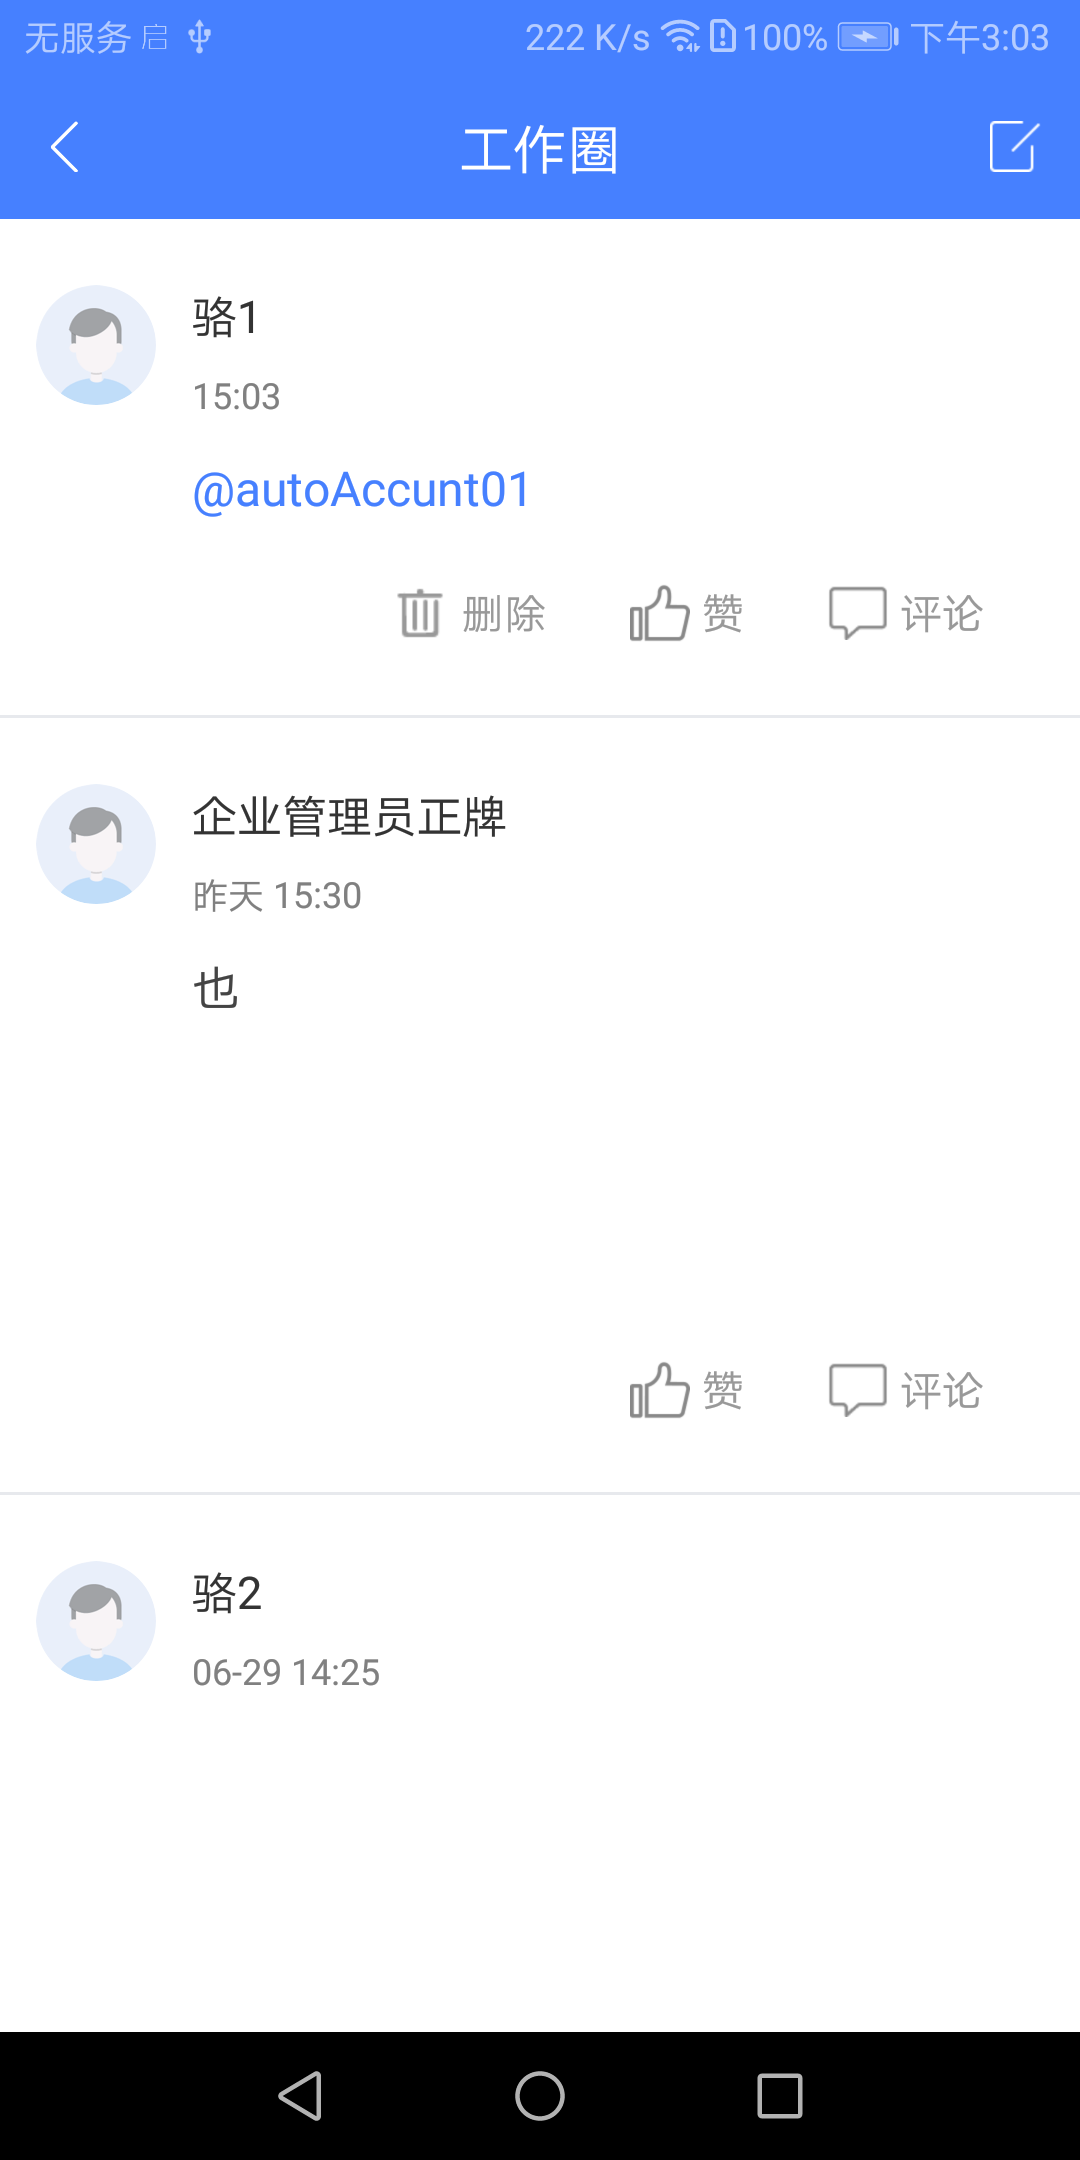 无服务 222 K/s 100% 下午3:03
工作圈
骆1
15:03
@autoAccunt01
删除 赞 评论
企业管理员正牌
昨天 15:30
也
赞 评论
骆2
06-29 14:25